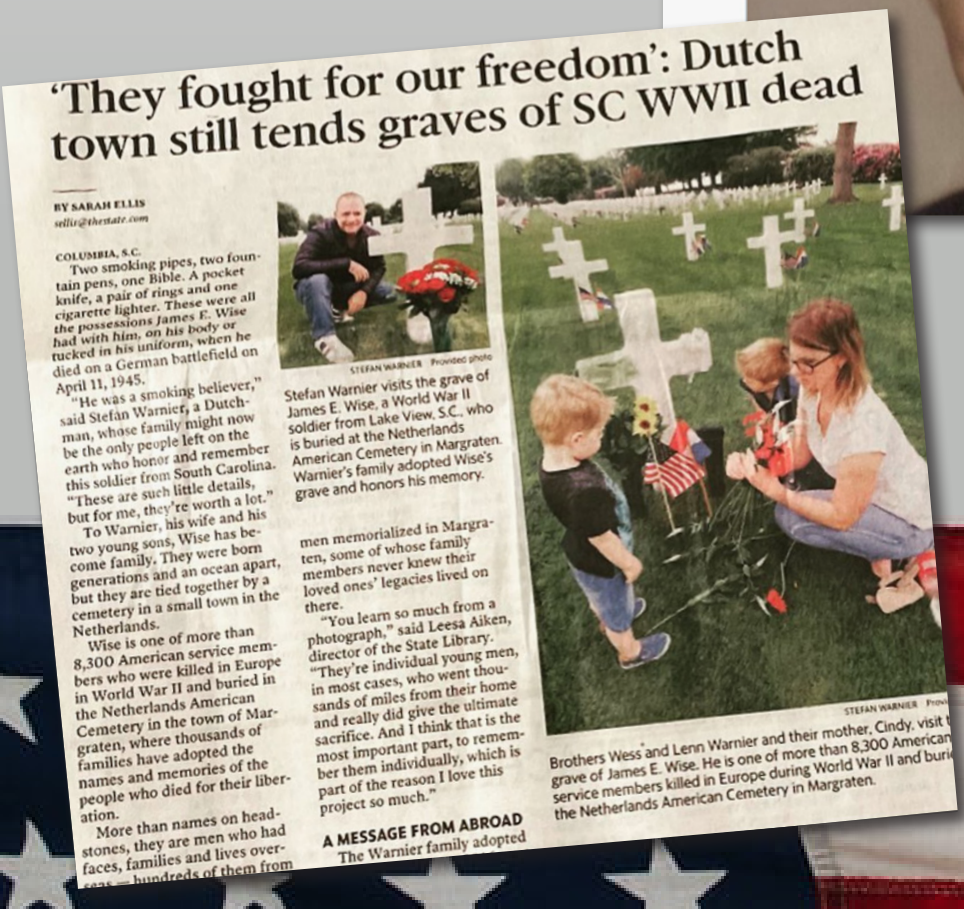 ‘They fought for our freedom’: Dutch
town still tends graves of SC WWII dead
BY SARAH ELLIS
sellis@thestate.com
COLUMBIA, S.C.
Two smoking pipes, two foun-
tain pens, one Bible. A pocket
knife, a pair of rings and one
cigarette lighter. These were all
the possessions James E. Wise
had with him, on his body or
tucked in his uniform, when he
died on a German battlefield on
April 11, 1945.
“He was a smoking believer,”
said Stefan Warnier, a Dutch-
man, whose family might now
be the only people left on the
earth who honor and remember
this soldier from South Carolina.
“These are such little details,
but for me, they’re worth a lot.”
To Warnier, his wife and his
two young sons, Wise has be-
come family. They were born
generations and an ocean apart,
but they are tied together by a
cemetery in a small town in the
Netherlands.
Wise is one of more than
8,300 American service mem-
bers who were killed in Europe
in World War II and buried in
the Netherlands American
Cemetery in the town of Mar-
graten, where thousands of
families have adopted the
names and memories of the
people who died for their liber-
ation.
More than names on head-
stones, they are men who had
faces, families and lives over-
seas — hundreds of them from
STEFAN WARNIER Provided photo
Stefan Warnier visits the grave of
James E. Wise, a World War II
soldier from Lake View, S.C., who
is buried at the Netherlands
American Cemetery in Margraten.
Warnier’s family adopted Wise’s
grave and honors his memory.
men memorialized in Margra-
ten, some of whose family
members never knew their
loved ones’ legacies lived on
there.
“You learn so much from a
photograph,” said Leesa Aiken,
director of the State Library.
“They’re individual young men,
in most cases, who went thou-
sands of miles from their home
and really did give the ultimate
sacrifice. And I think that is the
most important part, to remem-
ber them individually, which is
part of the reason I love this
project so much.”
A MESSAGE FROM ABROAD
The Warnier family adopted
STEFAN WARNIER Provi
Brothers Wess and Lenn Warnier and their mother, Cindy, visit t
grave of James E. Wise. He is one of more than 8,300 American
service members killed in Europe during World War II and buri
the Netherlands American Cemetery in Margraten.